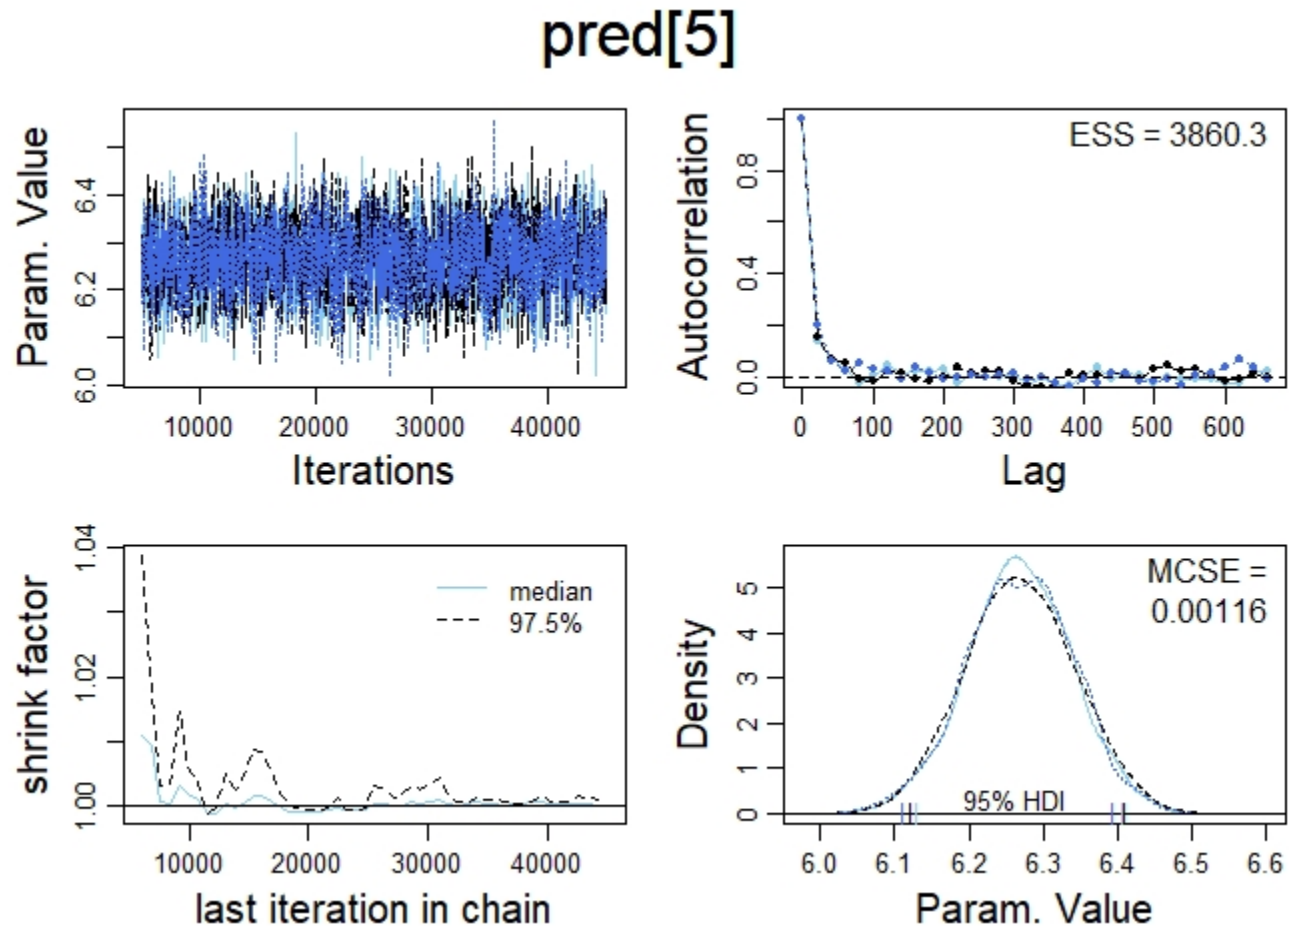 pred[5]
Param. Value
6.0 6.2 6.4
10000 20000 30000 40000
Iterations
Autocorrelation
0.0 0.4 0.8
ESS = 3860.3
0 100 200 300 400 500 600
Lag
shrink factor
1.00 1.02 1.04
median
97.5%
10000 20000 30000 40000
last iteration in chain
Density
0 1 2 3 4 5
MCSE =
0.00116
95% HDI
6.0 6.1 6.2 6.3 6.4 6.5 6.6
Param. Value